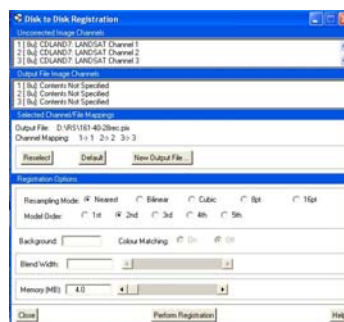 Disk to Disk Registration
Uncorrected Image Channels
1 [ 8u]: CDLAND7: LANDSAT Channel 1
2 [ 8u]: CDLAND7: LANDSAT Channel 2
3 [ 8u]: CDLAND7: LANDSAT Channel 3
Output File Image Channels
1 [ 8u]: Contents Not Specified
2 [ 8u]: Contents Not Specified
3 [ 8u]: Contents Not Specified
Selected Channel/File Mappings
Output File: D:\RS\161-40-28rec.pix
Channel Mapping: 1-> 1 2-> 2 3-> 3
Reselect Default New Output File ...
Registration Options
Resampling Mode: Nearest Bilinear Cubic 8pt 16pt
Model Order: 1st 2nd 3rd 4th 5th
Background: Colour Matching: On Off
Blend Width:
Memory (MB): 4.0
Close Perform Registration Help